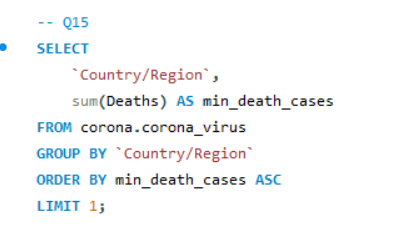 -- Q15
SELECT
`Country/Region`,
sum(Deaths) AS min_death_cases
FROM corona.corona_virus
GROUP BY `Country/Region`
ORDER BY min_death_cases ASC
LIMIT 1;